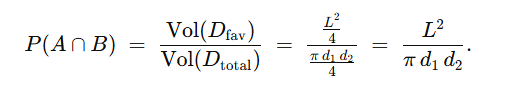 P(A ∩ B) = Vol(D_fav) / Vol(D_total) = (L² / 4) / (π d₁ d₂ / 4) = L² / (π d₁ d₂).